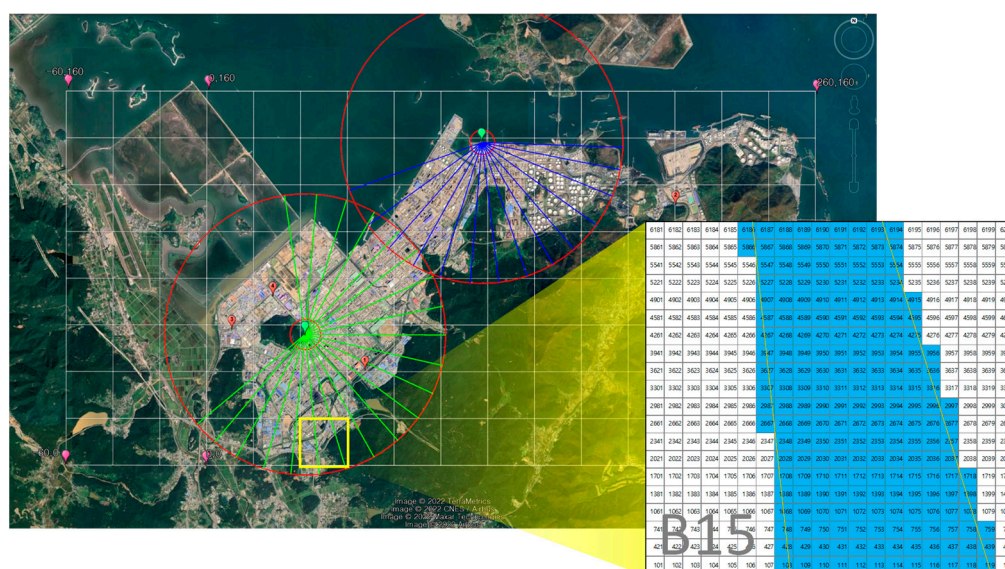 -60,160
0,160
260,160
N
2
4
3
-60,0
Image © 2022 TerraMetrics
Image © 2022 CNES / Airbus
Image © 2022 Maxar Technologies
6181 6182 6183 6184 6185 6186 6187 6188 6189 6190 6191 6192 6193 6194 6195 6196 6197 6198 6199
5861 5862 5863 5864 5865 5866 5867 5868 5869 5870 5871 5872 5873 5874 5875 5876 5877 5878 5879
5541 5542 5543 5544 5545 5546 5547 5548 5549 5550 5551 5552 5553 5554 5555 5556 5557 5558 5559
5221 5222 5223 5224 5225 5226 5227 5228 5229 5230 5231 5232 5233 5234 5235 5236 5237 5238 5239
4901 4902 4903 4904 4905 4906 4907 4908 4909 4910 4911 4912 4913 4914 4915 4916 4917 4918 4919
4581 4582 4583 4584 4585 4586 4587 4588 4589 4590 4591 4592 4593 4594 4595 4596 4597 4598 4599
4261 4262 4263 4264 4265 4266 4267 4268 4269 4270 4271 4272 4273 4274 4275 4276 4277 4278 4279
3941 3942 3943 3944 3945 3946 3947 3948 3949 3950 3951 3952 3953 3954 3955 3956 3957 3958 3959
3621 3622 3623 3624 3625 3626 3627 3628 3629 3630 3631 3632 3633 3634 3635 3636 3637 3638 3639
3301 3302 3303 3304 3305 3306 3307 3308 3309 3310 3311 3312 3313 3314 3315 3316 3317 3318 3319
2981 2982 2983 2984 2985 2986 2987 2988 2989 2990 2991 2992 2993 2994 2995 2996 2997 2998 2999
2661 2662 2663 2664 2665 2666 2667 2668 2669 2670 2671 2672 2673 2674 2675 2676 2677 2678 2679
2341 2342 2343 2344 2345 2346 2347 2348 2349 2350 2351 2352 2353 2354 2355 2356 2357 2358 2359
2021 2022 2023 2024 2025 2026 2027 2028 2029 2030 2031 2032 2033 2034 2035 2036 2037 2038 2039
1701 1702 1703 1704 1705 1706 1707 1708 1709 1710 1711 1712 1713 1714 1715 1716 1717 1718 1719
1381 1382 1383 1384 1385 1386 1387 1388 1389 1390 1391 1392 1393 1394 1395 1396 1397 1398 1399
1061 1062 1063 1064 1065 1066 1067 1068 1069 1070 1071 1072 1073 1074 1075 1076 1077 1078 1079
741 742 743 744 745 746 747 748 749 750 751 752 753 754 755 756 757 758 759
421 422 423 424 425 426 427 428 429 430 431 432 433 434 435 436 437 438 439
101 102 103 104 105 106 107 108 109 110 111 112 113 114 115 116 117 118 119
B15